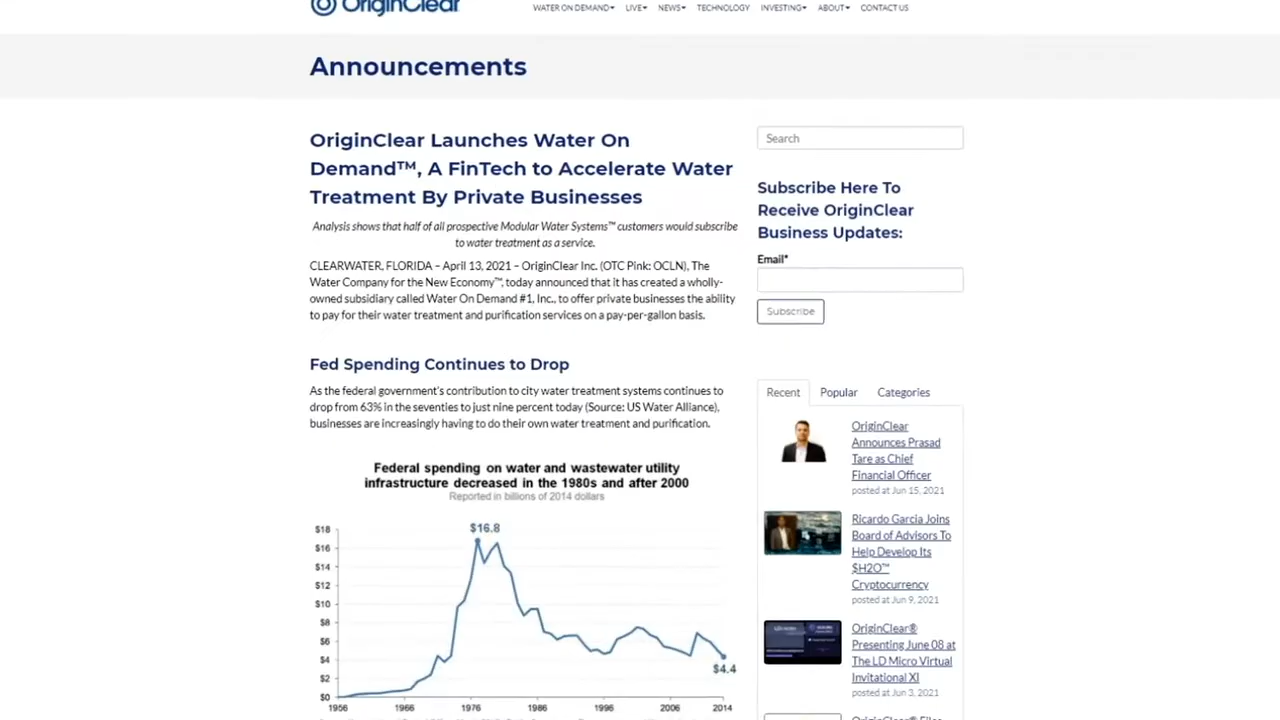 OriginClear
WATER ON DEMAND LIVE NEWS TECHNOLOGY INVESTING ABOUT CONTACT US
Announcements
OriginClear Launches Water On
Demand™, A FinTech to Accelerate Water
Treatment By Private Businesses
Analysis shows that half of all prospective Modular Water Systems™ customers would subscribe
to water treatment as a service.
CLEARWATER, FLORIDA – April 13, 2021 – OriginClear Inc. (OTC Pink: OCLN), The
Water Company for the New Economy™, today announced that it has created a wholly-
owned subsidiary called Water On Demand #1, Inc., to offer private businesses the ability
to pay for their water treatment and purification services on a pay-per-gallon basis.
Fed Spending Continues to Drop
As the federal government's contribution to city water treatment systems continues to
drop from 63% in the seventies to just nine percent today (Source: US Water Alliance),
businesses are increasingly having to do their own water treatment and purification.
Federal spending on water and wastewater utility
infrastructure decreased in the 1980s and after 2000
Reported in billions of 2014 dollars
$16.8
$18
$16
$14
$12
$10
$8
$6
$4
$2
$0
$4.4
1956 1966 1976 1986 1996 2006 2014
Search
Subscribe Here To
Receive OriginClear
Business Updates:
Email*
Subscribe
Recent Popular Categories
OriginClear
Announces Prasad
Tare as Chief
Financial Officer
posted at Jun 15, 2021
Ricardo Garcia Joins
Board of Advisors To
Help Develop Its
$H2O™
Cryptocurrency
posted at Jun 9, 2021
OriginClear®
Presenting June 08 at
The LD Micro Virtual
Invitational XI
posted at Jun 3, 2021
OriginClear® Files